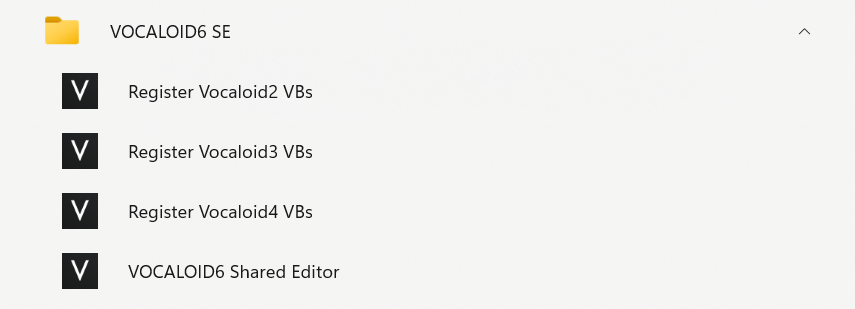 VOCALOID6 SE
V Register Vocaloid2 VBs
V Register Vocaloid3 VBs
V Register Vocaloid4 VBs
V VOCALOID6 Shared Editor